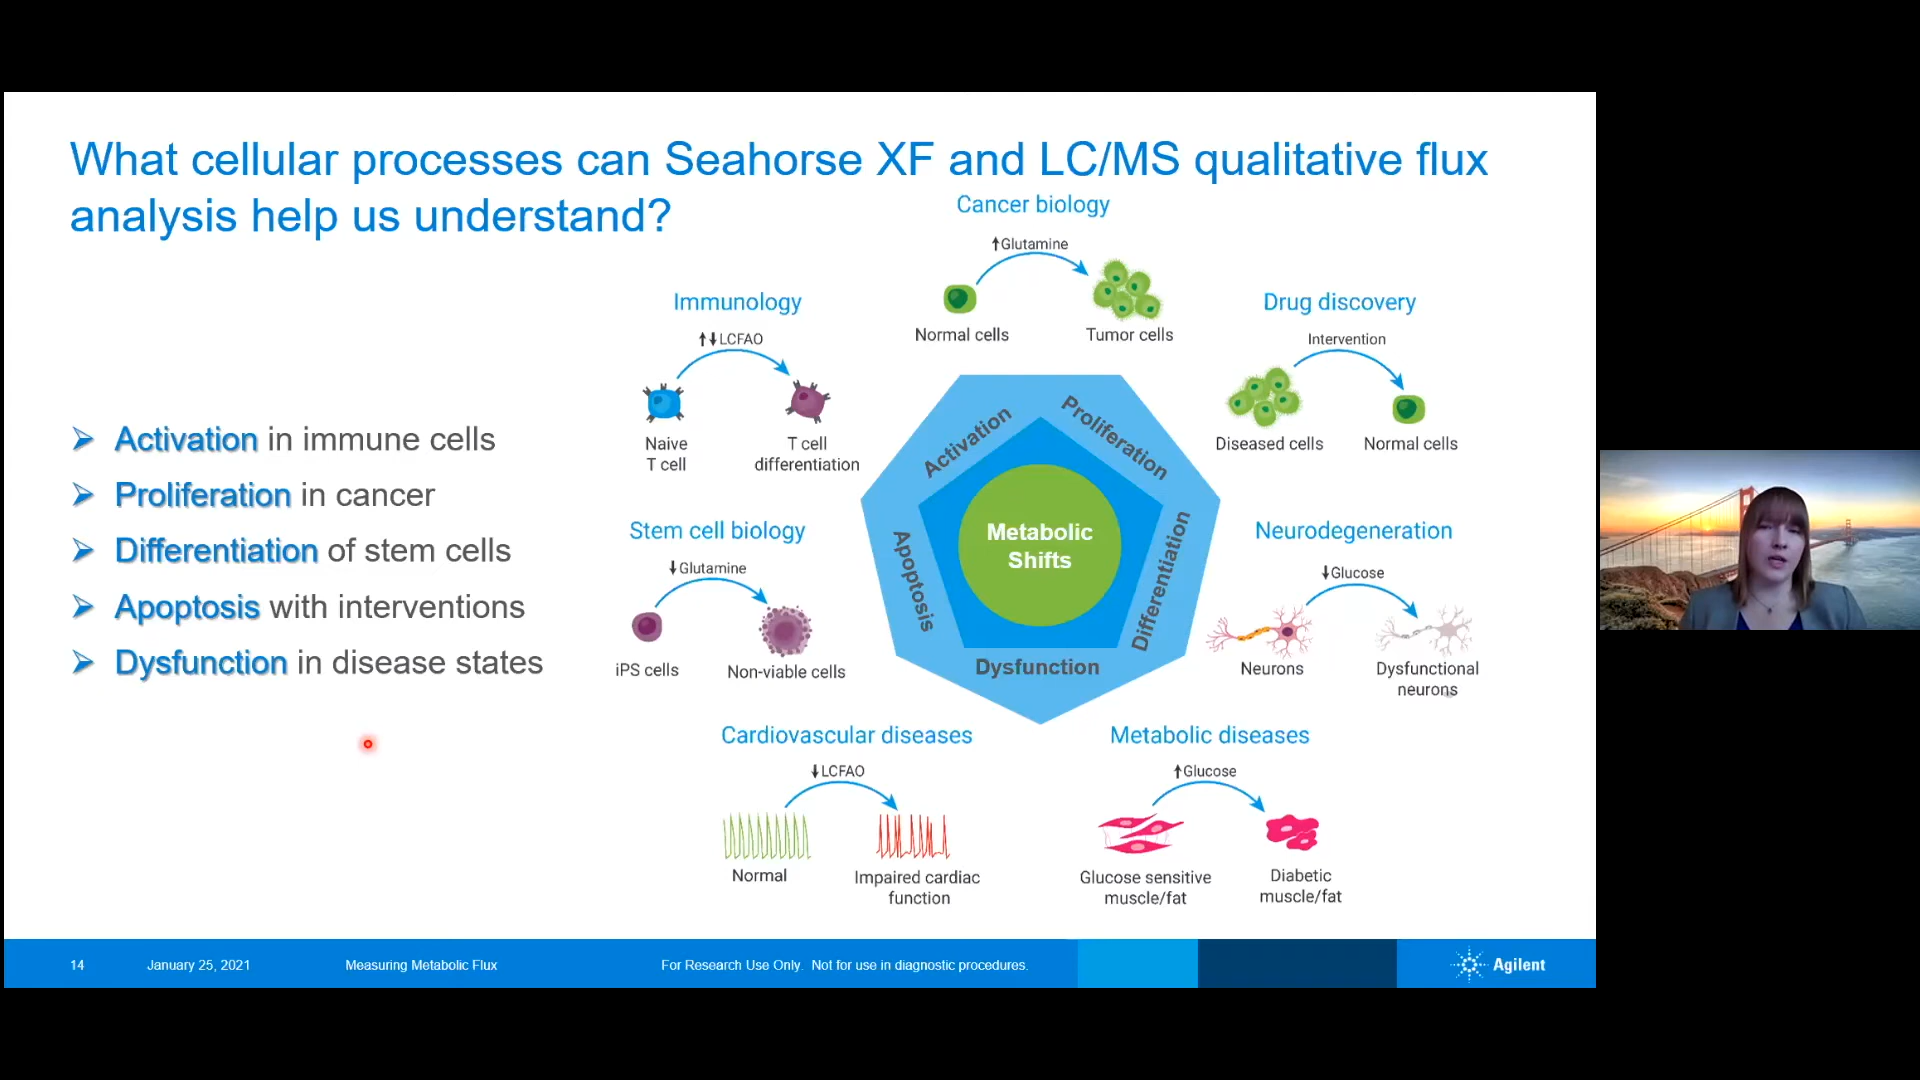 What cellular processes can Seahorse XF and LC/MS qualitative flux
analysis help us understand?
➢ Activation in immune cells
➢ Proliferation in cancer
➢ Differentiation of stem cells
➢ Apoptosis with interventions
➢ Dysfunction in disease states
Cancer biology
↑Glutamine
Normal cells
Tumor cells
Immunology
↑↓LCFAO
Naive
T cell
T cell
differentiation
Drug discovery
Intervention
Diseased cells
Normal cells
Activation
Proliferation
Differentiation
Dysfunction
Apoptosis
Metabolic
Shifts
Stem cell biology
↓Glutamine
iPS cells
Non-viable cells
Neurodegeneration
↓Glucose
Neurons
Dysfunctional
neurons
Cardiovascular diseases
↓LCFAO
Normal
Impaired cardiac
function
Metabolic diseases
↑Glucose
Glucose sensitive
muscle/fat
Diabetic
muscle/fat
14
January 25, 2021
Measuring Metabolic Flux
For Research Use Only. Not for use in diagnostic procedures.
Agilent